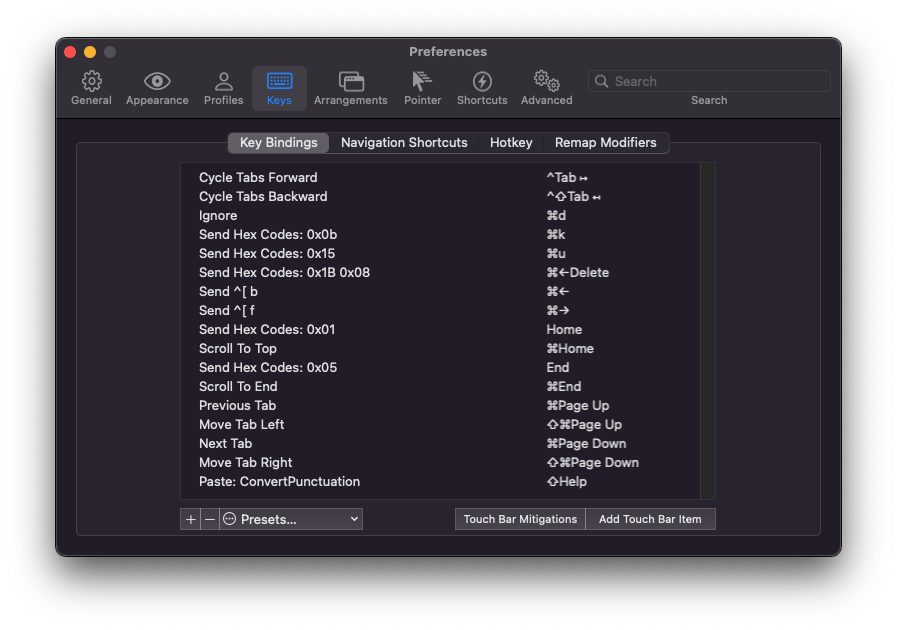 Preferences
General Appearance Profiles Keys Arrangements Pointer Shortcuts Advanced Search
Search
Key Bindings Navigation Shortcuts Hotkey Remap Modifiers
Cycle Tabs Forward ^Tab ↦
Cycle Tabs Backward ^⇧Tab ↤
Ignore ⌘d
Send Hex Codes: 0x0b ⌘k
Send Hex Codes: 0x15 ⌘u
Send Hex Codes: 0x1B 0x08 ⌘←Delete
Send ^[ b ⌘←
Send ^[ f ⌘→
Send Hex Codes: 0x01 Home
Scroll To Top ⌘Home
Send Hex Codes: 0x05 End
Scroll To End ⌘End
Previous Tab ⌘Page Up
Move Tab Left ⇧⌘Page Up
Next Tab ⌘Page Down
Move Tab Right ⇧⌘Page Down
Paste: ConvertPunctuation ⇧Help
+ − Presets... Touch Bar Mitigations Add Touch Bar Item